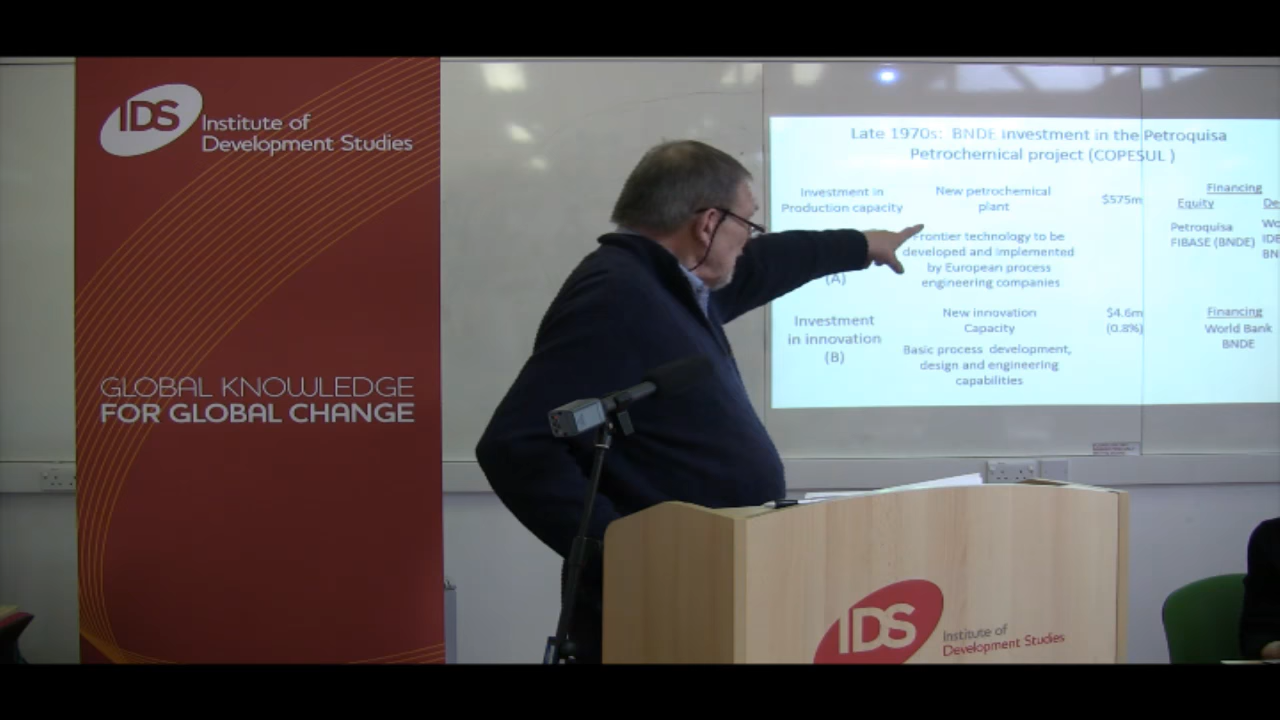 IDS
Institute of
Development Studies
GLOBAL KNOWLEDGE
FOR GLOBAL CHANGE
Late 1970s: BNDE investment in the Petroquisa
Petrochemical project (COPESUL )
Investment in
Production capacity
(A)
New petrochemical
plant
$575m
Frontier technology to be
developed and implemented
by European process
engineering companies
Financing
Equity
Petroquisa
FIBASE (BNDE)
Investment
in innovation
(B)
New innovation
Capacity
$4.6m
(0.8%)
Basic process development,
design and engineering
capabilities
Financing
World Bank
BNDE
IDS
Institute of
Development Studies